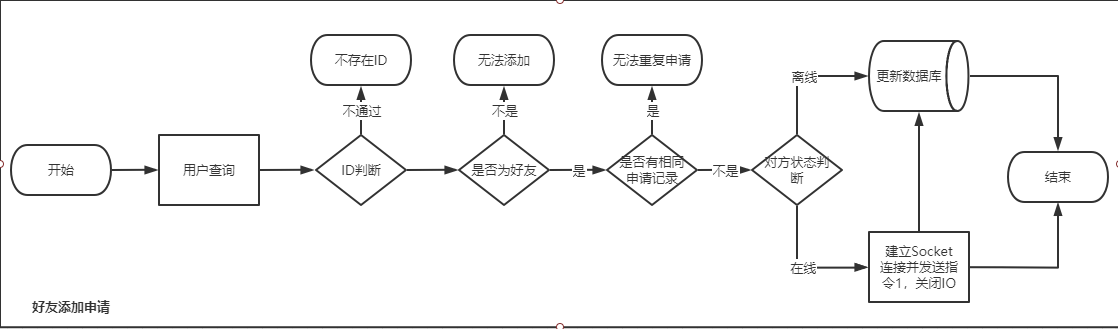 不存在ID
无法添加
无法重复申请
离线
更新数据库
不通过
不是
是
开始
用户查询
ID判断
是否为好友
是
是否有相同
申请记录
不是
对方状态判
断
结束
在线
建立Socket
连接并发送指
令1，关闭IO
好友添加申请